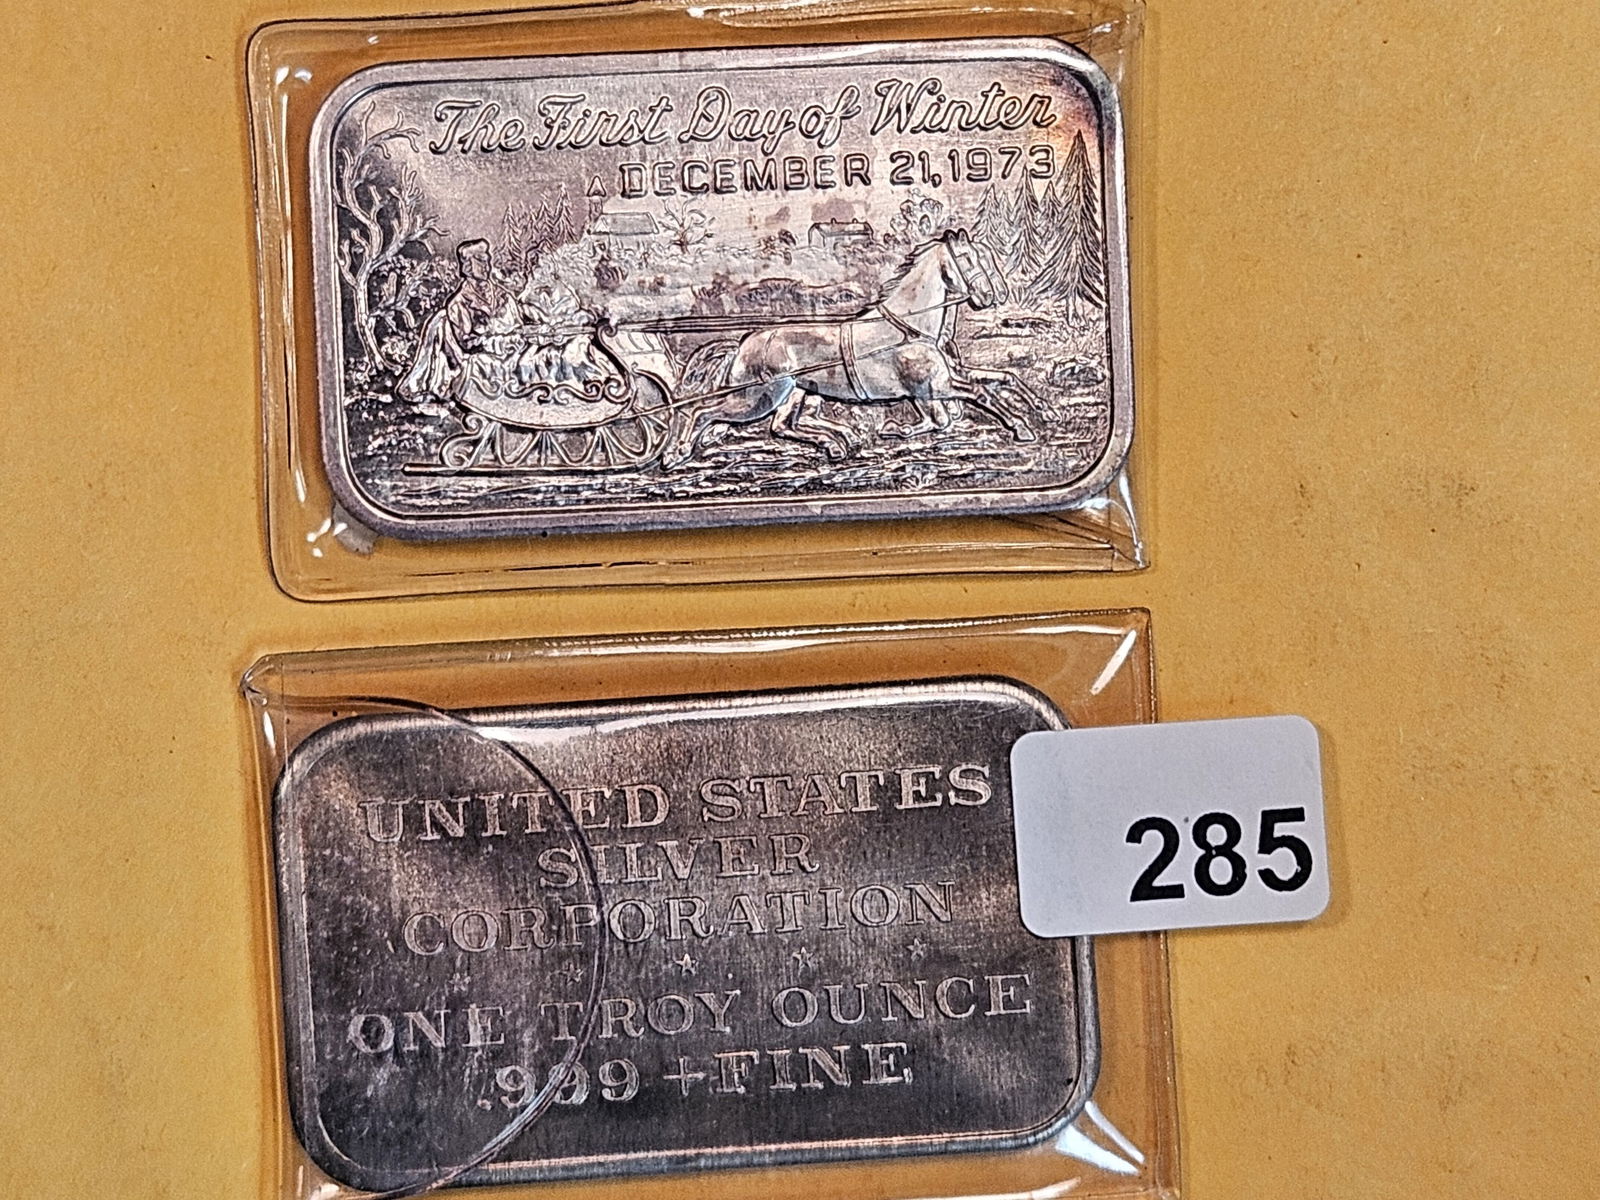 The First Day of Winter
DECEMBER 21, 1973
UNITED STATES
SILVER
CORPORATION
ONE TROY OUNCE
.999 + FINE
285